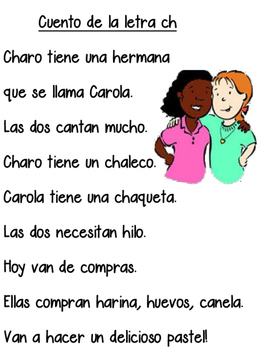 Cuento de la letra ch
Charo tiene una hermana
que se llama Carola.
Las dos cantan mucho.
Charo tiene un chaleco.
Carola tiene una chaqueta.
Las dos necesitan hilo.
Hoy van de compras.
Ellas compran harina, huevos, canela.
Van a hacer un delicioso pastel!